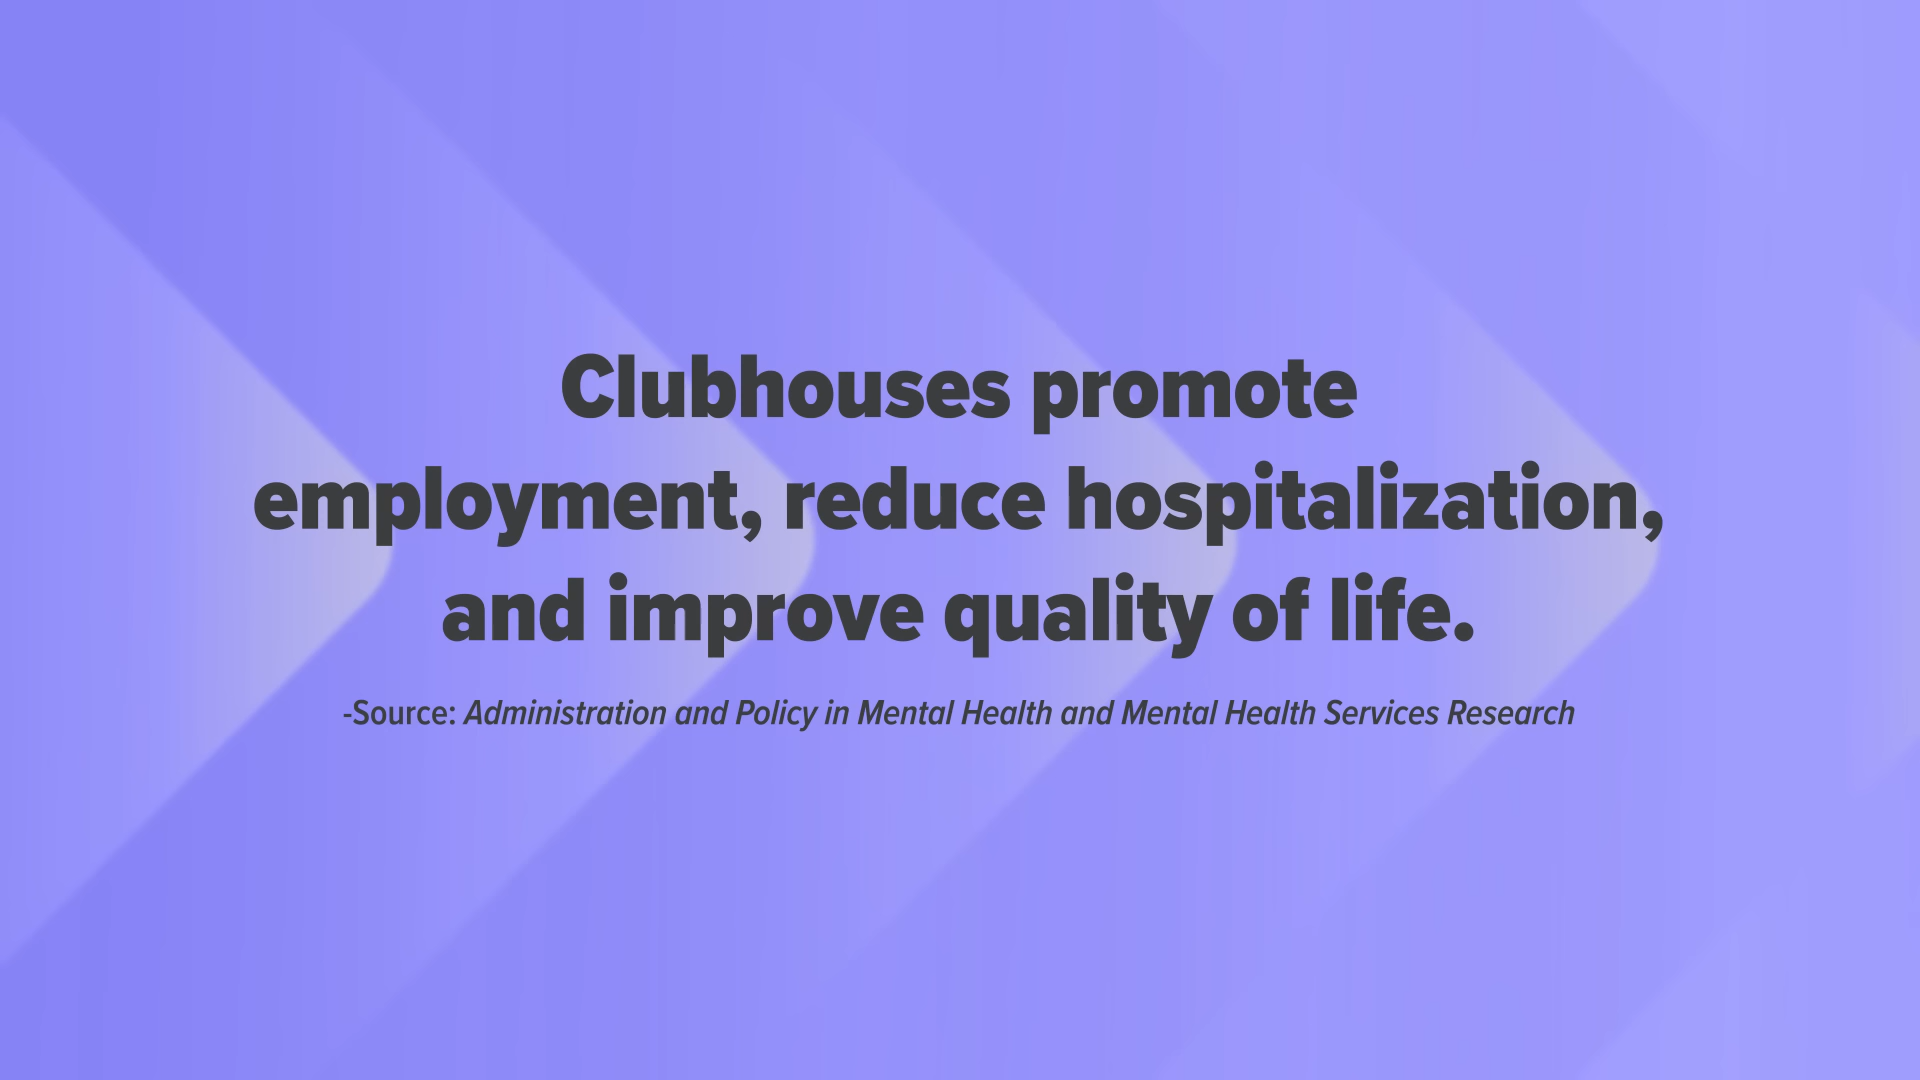 Clubhouses promote
employment, reduce hospitalization,
and improve quality of life.
-Source: Administration and Policy in Mental Health and Mental Health Services Research